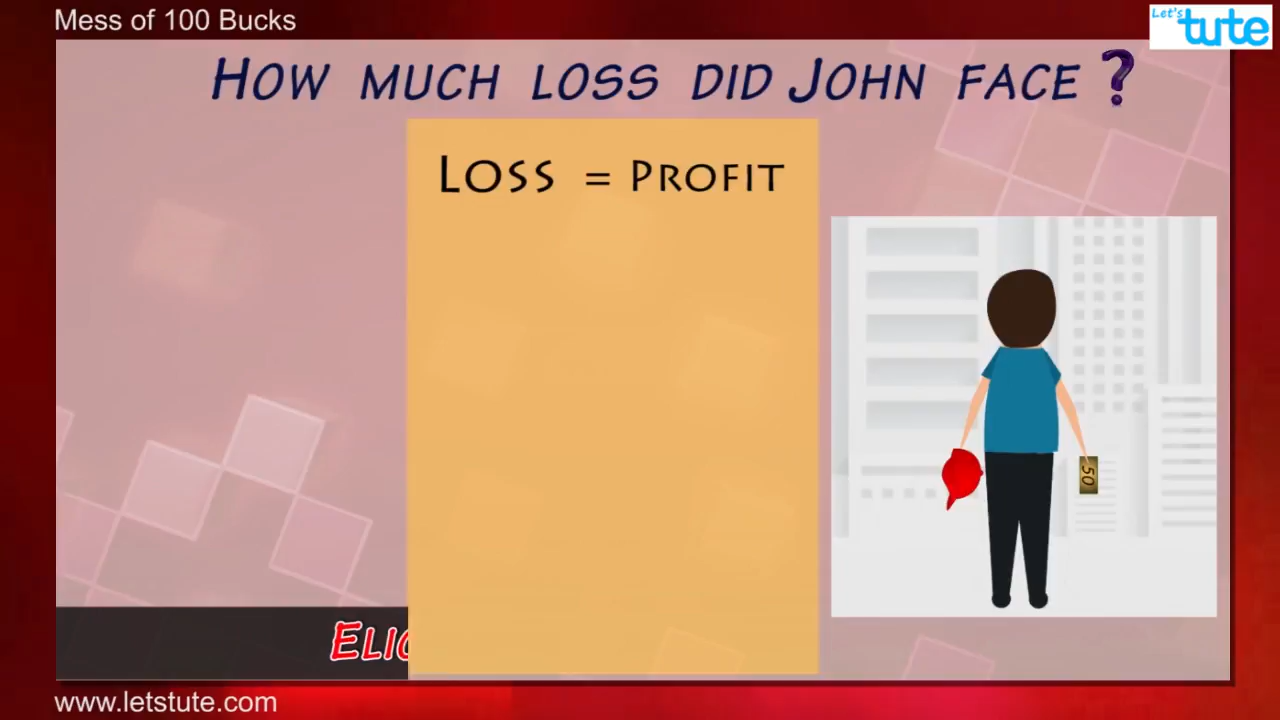 Mess of 100 Bucks
Let's tute
How much loss did John face ?
Loss = Profit
50
www.letstute.com